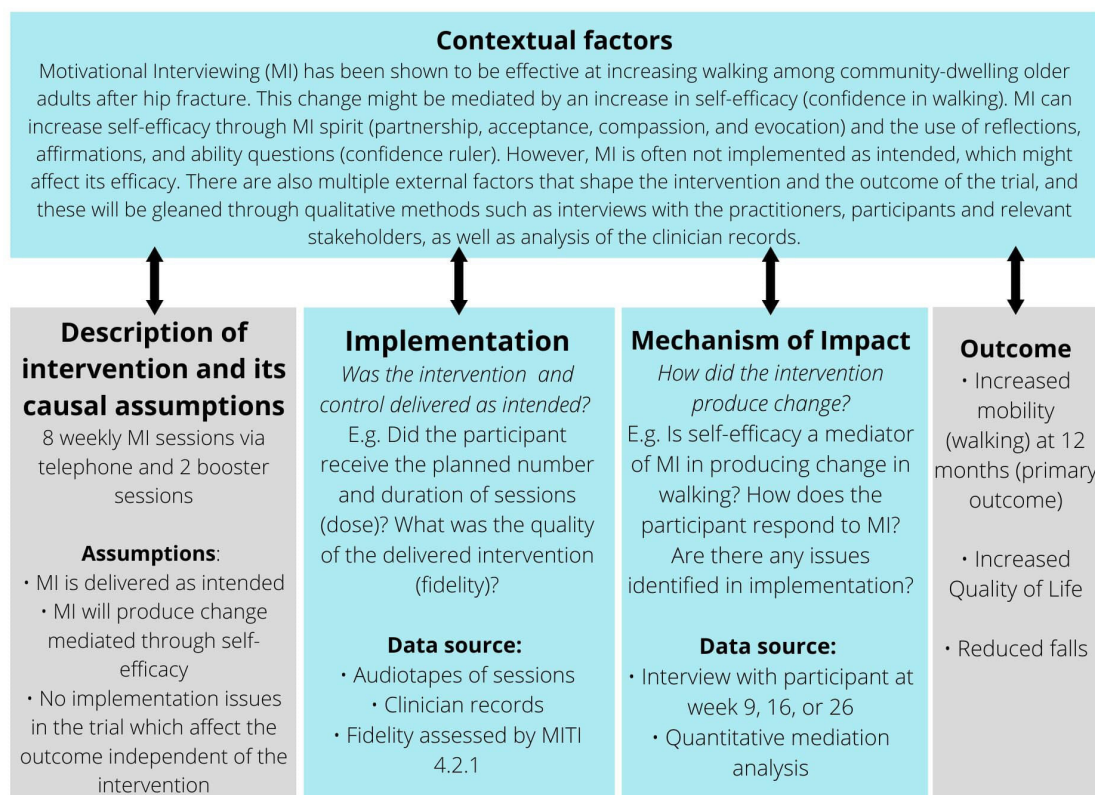 Contextual factors
Motivational Interviewing (MI) has been shown to be effective at increasing walking among community-dwelling older
adults after hip fracture. This change might be mediated by an increase in self-efficacy (confidence in walking). MI can
increase self-efficacy through MI spirit (partnership, acceptance, compassion, and evocation) and the use of reflections,
affirmations, and ability questions (confidence ruler). However, MI is often not implemented as intended, which might
affect its efficacy. There are also multiple external factors that shape the intervention and the outcome of the trial, and
these will be gleaned through qualitative methods such as interviews with the practitioners, participants and relevant
stakeholders, as well as analysis of the clinician records.
Description of
intervention and its
causal assumptions
8 weekly MI sessions via
telephone and 2 booster
sessions
Assumptions:
• MI is delivered as intended
• MI will produce change
mediated through self-
efficacy
• No implementation issues
in the trial which affect the
outcome independent of the
intervention
Implementation
Was the intervention and
control delivered as intended?
E.g. Did the participant
receive the planned number
and duration of sessions
(dose)? What was the quality
of the delivered intervention
(fidelity)?
Data source:
• Audiotapes of sessions
• Clinician records
• Fidelity assessed by MITI
4.2.1
Mechanism of Impact
How did the intervention
produce change?
E.g. Is self-efficacy a mediator
of MI in producing change in
walking? How does the
participant respond to MI?
Are there any issues
identified in implementation?
Data source:
• Interview with participant at
week 9, 16, or 26
• Quantitative mediation
analysis
Outcome
• Increased
mobility
(walking) at 12
months (primary
outcome)
• Increased
Quality of Life
• Reduced falls